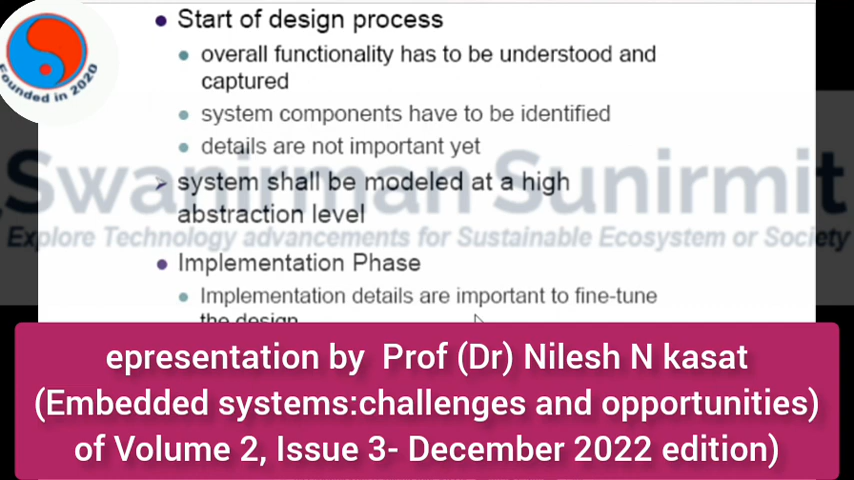 Start of design process
overall functionality has to be understood and
captured
system components have to be identified
details are not important yet
system shall be modeled at a high
abstraction level
Implementation Phase
Implementation details are important to fine-tune
the design
Founded in 2020
Swanirman Sunirmit
Explore Technology advancements for Sustainable Ecosystem or Society
epresentation by Prof (Dr) Nilesh N kasat
(Embedded systems:challenges and opportunities)
of Volume 2, Issue 3- December 2022 edition)